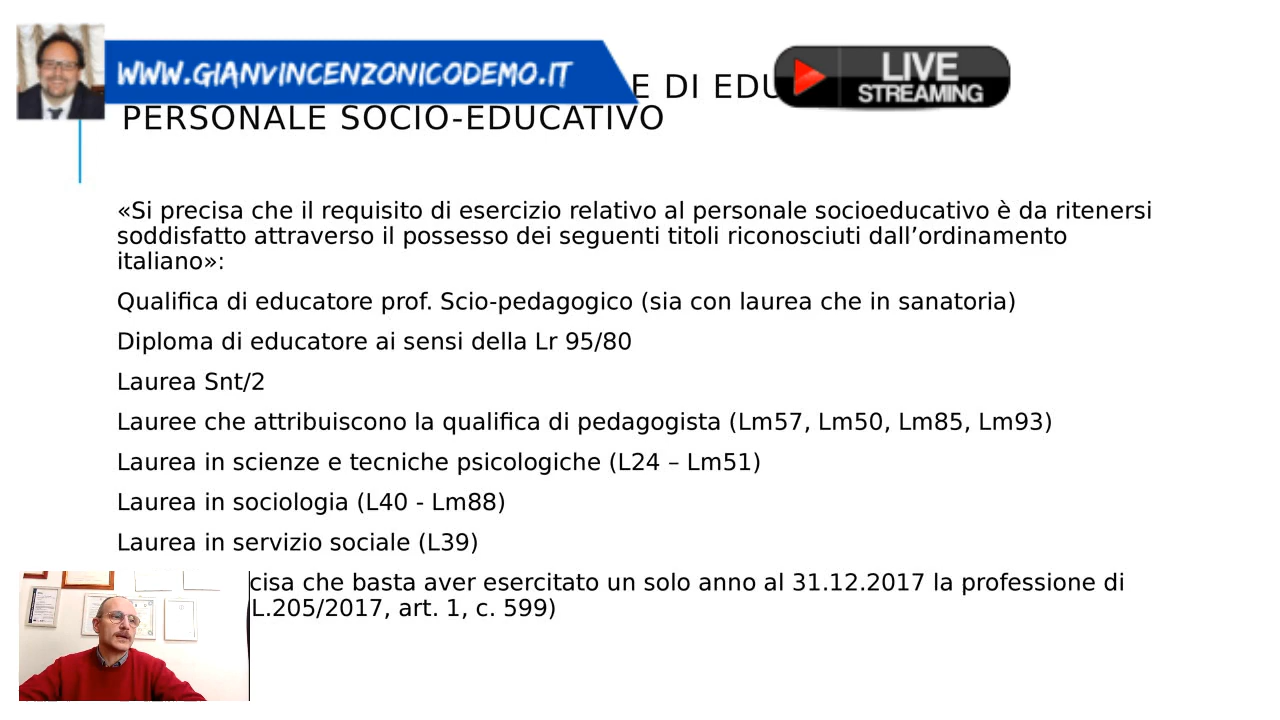 WWW.GIANVINCENZONICODEMO.IT
LIVE
STREAMING
E DI EDU
PERSONALE SOCIO-EDUCATIVO
«Si precisa che il requisito di esercizio relativo al personale socioeducativo è da ritenersi
soddisfatto attraverso il possesso dei seguenti titoli riconosciuti dall’ordinamento
italiano»:
Qualifica di educatore prof. Scio-pedagogico (sia con laurea che in sanatoria)
Diploma di educatore ai sensi della Lr 95/80
Laurea Snt/2
Lauree che attribuiscono la qualifica di pedagogista (Lm57, Lm50, Lm85, Lm93)
Laurea in scienze e tecniche psicologiche (L24 – Lm51)
Laurea in sociologia (L40 - Lm88)
Laurea in servizio sociale (L39)
cisa che basta aver esercitato un solo anno al 31.12.2017 la professione di
L.205/2017, art. 1, c. 599)